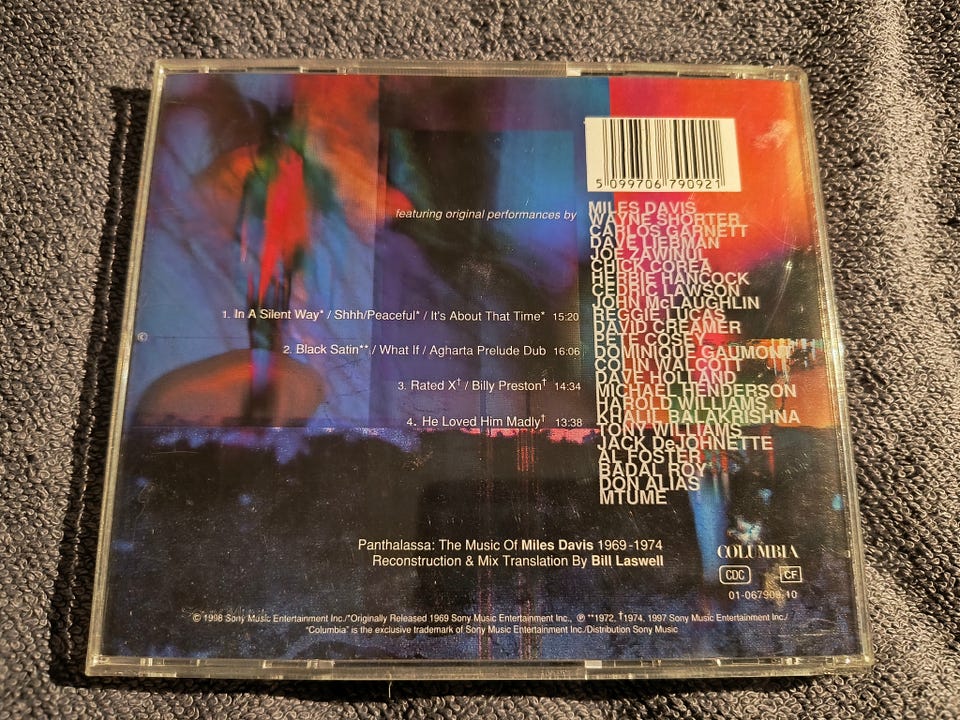 5 099706 790921
featuring original performances by
MILES DAVIS
WAYNE SHORTER
CARLOS GARNETT
DAVE LIEBMAN
JOE ZAWINUL
CHICK COREA
HERBIE HANCOCK
CEDRIC LAWSON
JOHN McLAUGHLIN
REGGIE LUCAS
DAVID CREAMER
PETE COSEY
DOMINIQUE GAUMONT
COLIN WALCOTT
DAVE HOLLAND
MICHAEL HENDERSON
HAROLD WILLIAMS
KHALIL BALAKRISHNA
TONY WILLIAMS
JACK DeJOHNETTE
AL FOSTER
BADAL ROY
DON ALIAS
MTUME
1. In A Silent Way* / Shhh/Peaceful* / It's About That Time* 15:20
2. Black Satin** / What If / Agharta Prelude Dub 16:06
3. Rated X† / Billy Preston† 14:34
4. He Loved Him Madly† 13:38
Panthalassa: The Music Of Miles Davis 1969-1974
Reconstruction & Mix Translation By Bill Laswell
COLUMBIA
CDC CF
01-067909-10
© 1998 Sony Music Entertainment Inc./*Originally Released 1969 Sony Music Entertainment Inc., ℗ **1972, †1974, 1997 Sony Music Entertainment Inc./
"Columbia" is the exclusive trademark of Sony Music Entertainment Inc./Distribution Sony Music
©